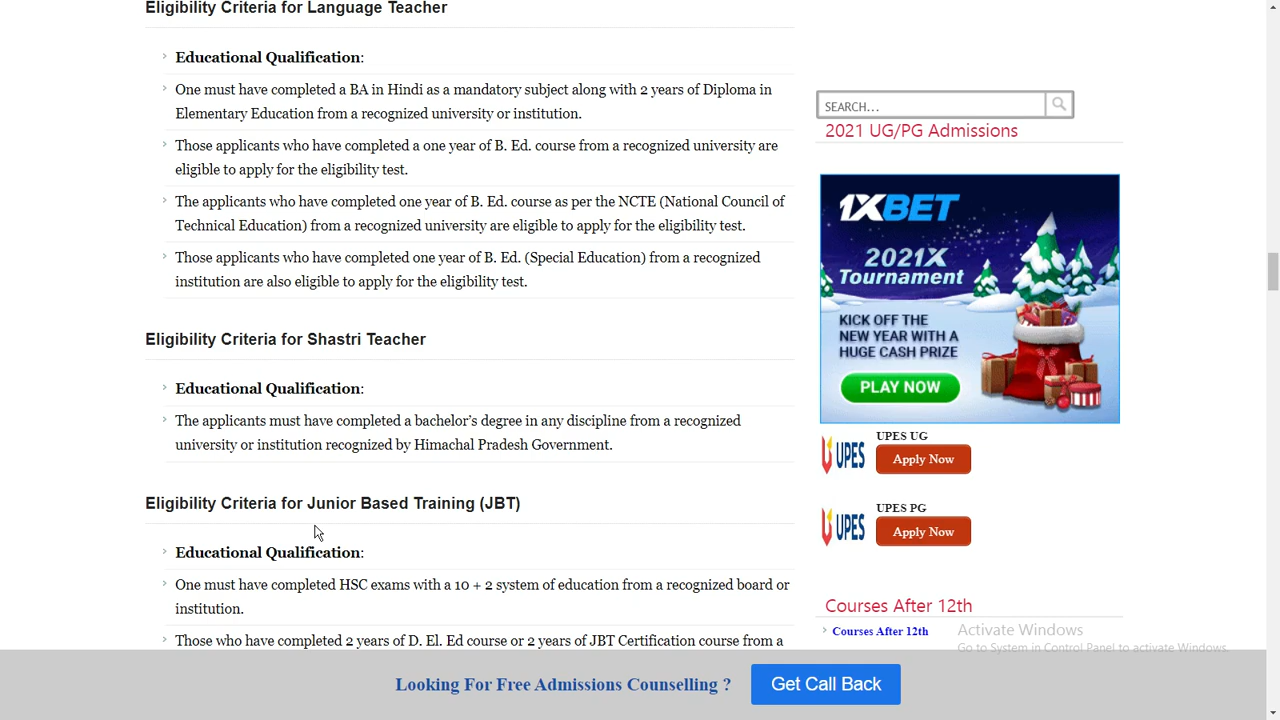 Eligibility Criteria for Language Teacher
Educational Qualification:
One must have completed a BA in Hindi as a mandatory subject along with 2 years of Diploma in
Elementary Education from a recognized university or institution.
Those applicants who have completed a one year of B. Ed. course from a recognized university are
eligible to apply for the eligibility test.
The applicants who have completed one year of B. Ed. course as per the NCTE (National Council of
Technical Education) from a recognized university are eligible to apply for the eligibility test.
Those applicants who have completed one year of B. Ed. (Special Education) from a recognized
institution are also eligible to apply for the eligibility test.
Eligibility Criteria for Shastri Teacher
Educational Qualification:
The applicants must have completed a bachelor's degree in any discipline from a recognized
university or institution recognized by Himachal Pradesh Government.
Eligibility Criteria for Junior Based Training (JBT)
Educational Qualification:
One must have completed HSC exams with a 10 + 2 system of education from a recognized board or
institution.
Those who have completed 2 years of D. El. Ed course or 2 years of JBT Certification course from a
SEARCH...
2021 UG/PG Admissions
1XBET
2021X
Tournament
KICK OFF THE
NEW YEAR WITH A
HUGE CASH PRIZE
PLAY NOW
UPES
UPES UG
Apply Now
UPES
UPES PG
Apply Now
Courses After 12th
Courses After 12th
Activate Windows
Go to System in Control Panel to activate Windows.
Looking For Free Admissions Counselling ?
Get Call Back